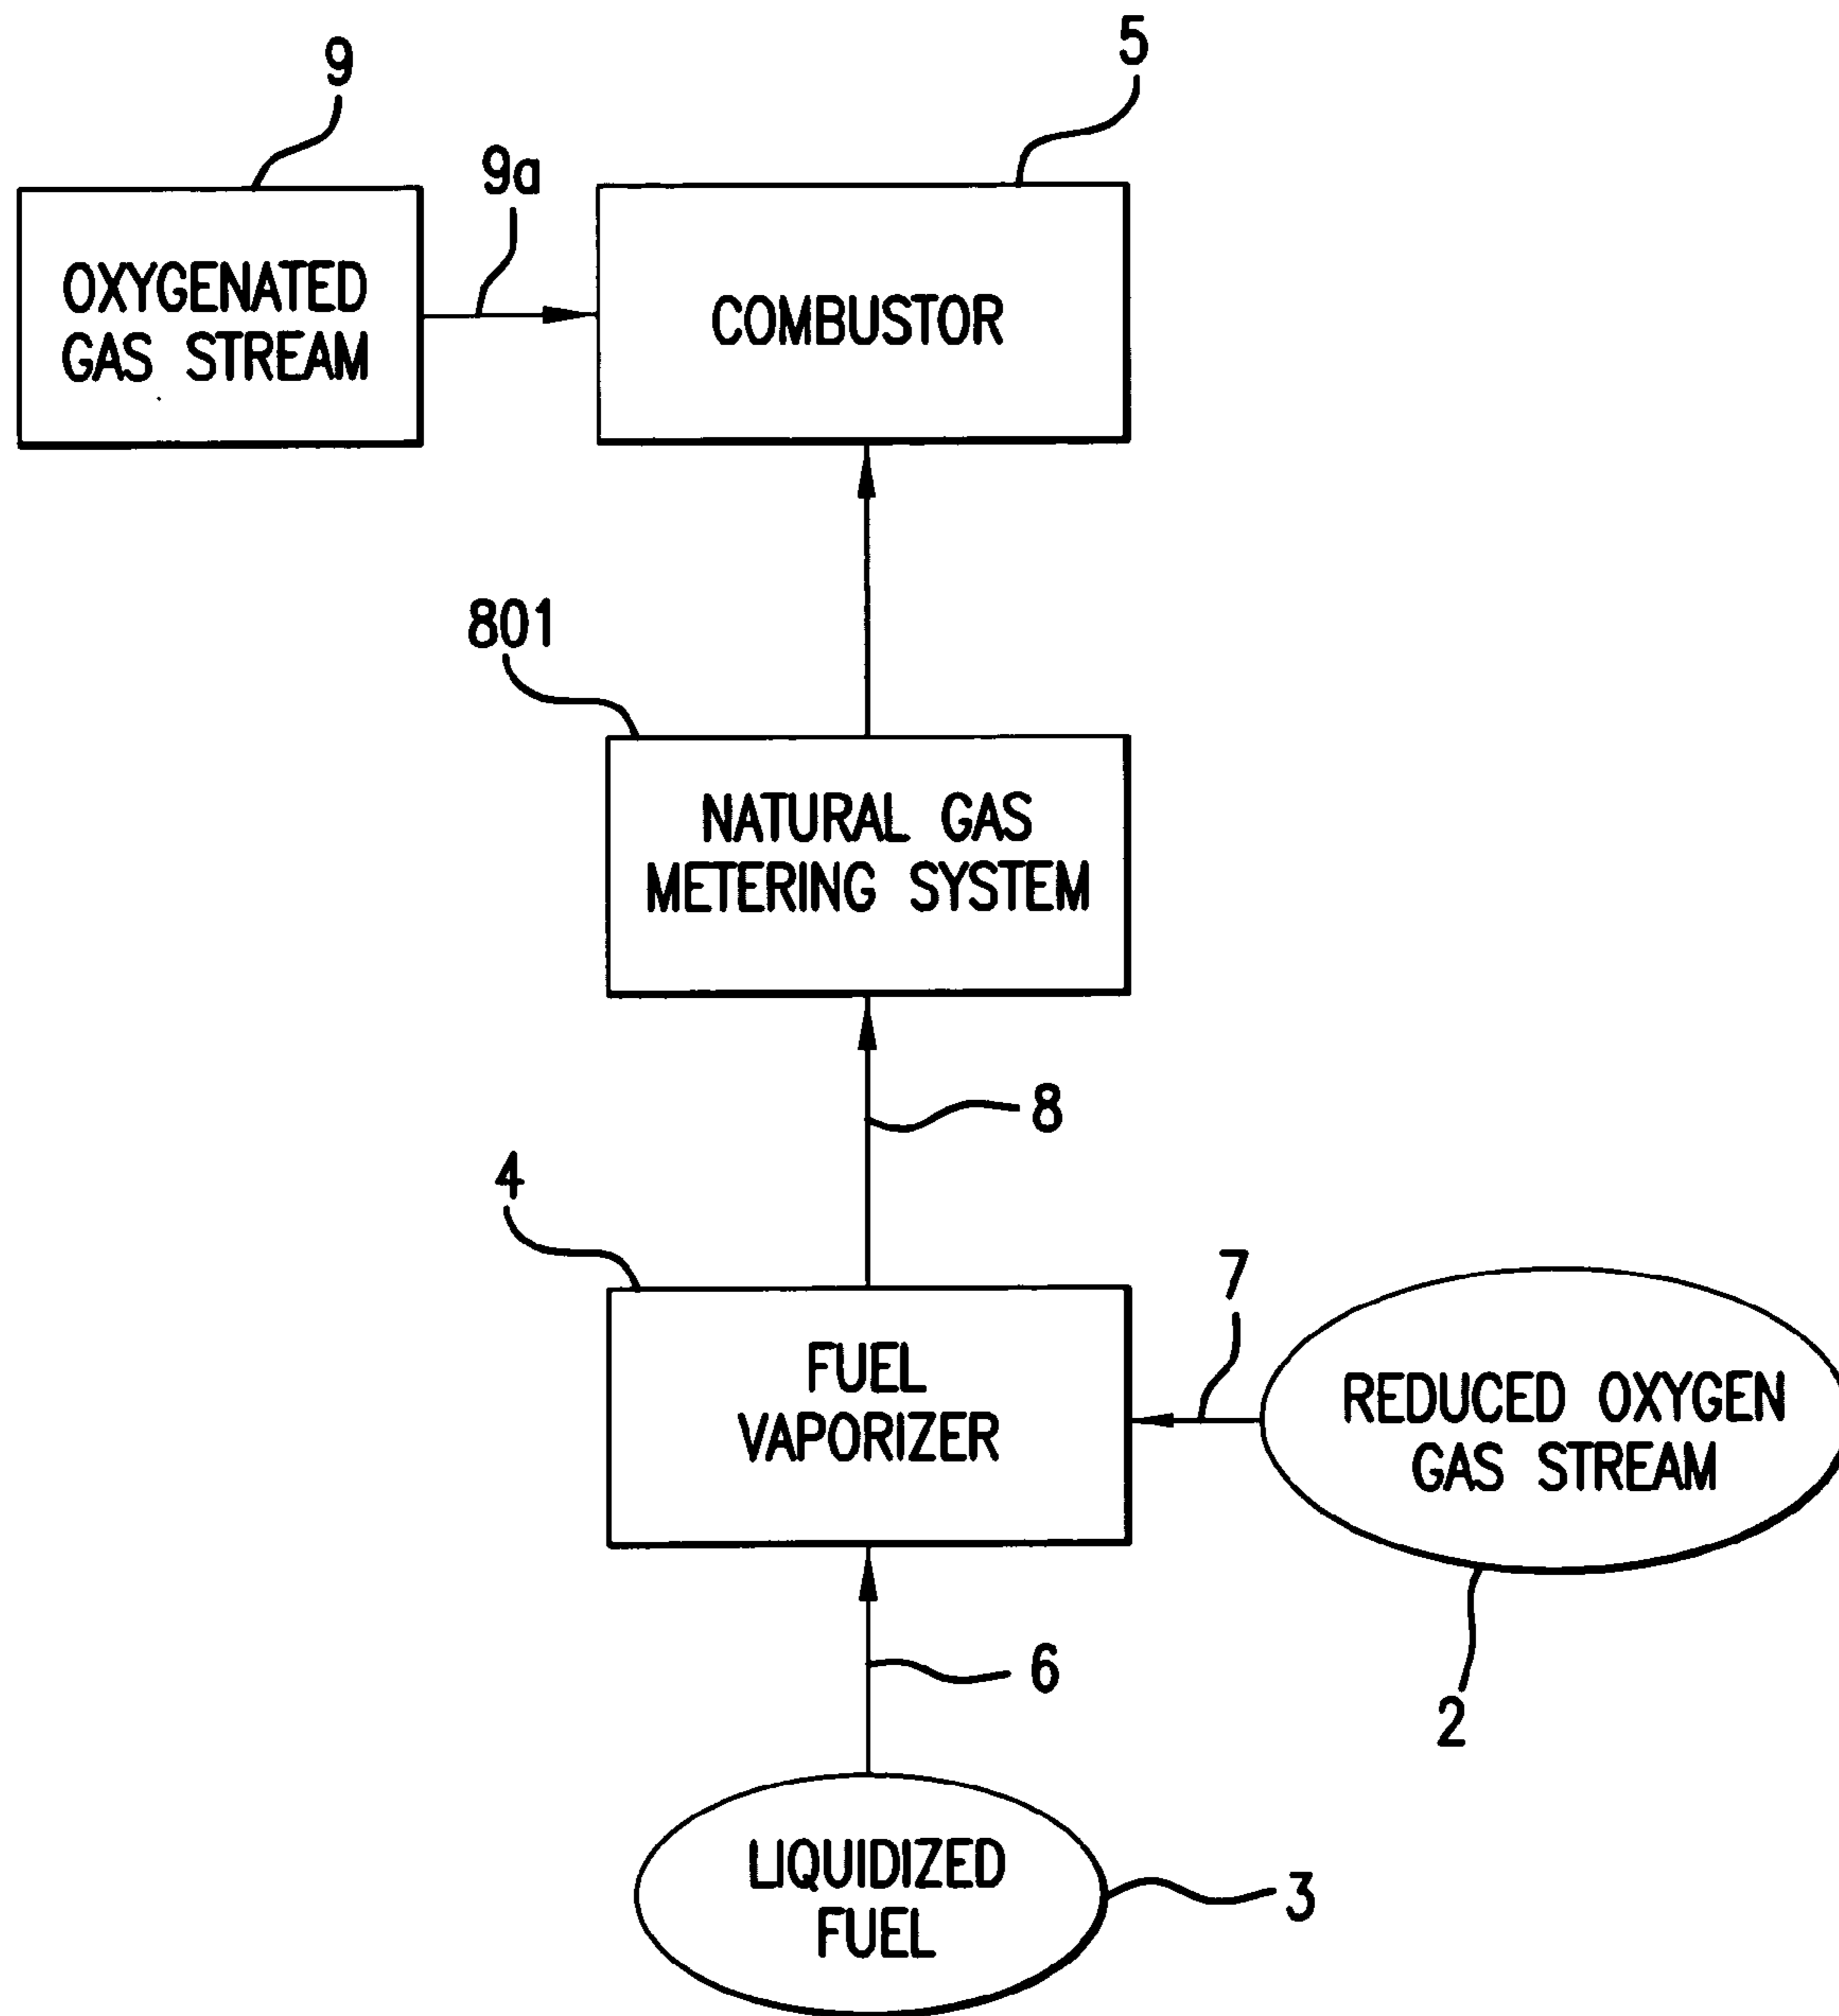 9
5
9a
OXYGENATED
GAS STREAM
COMBUSTOR
801
NATURAL GAS
METERING SYSTEM
8
4
7
FUEL
VAPORIZER
REDUCED OXYGEN
GAS STREAM
6
2
LIQUIDIZED
FUEL
3